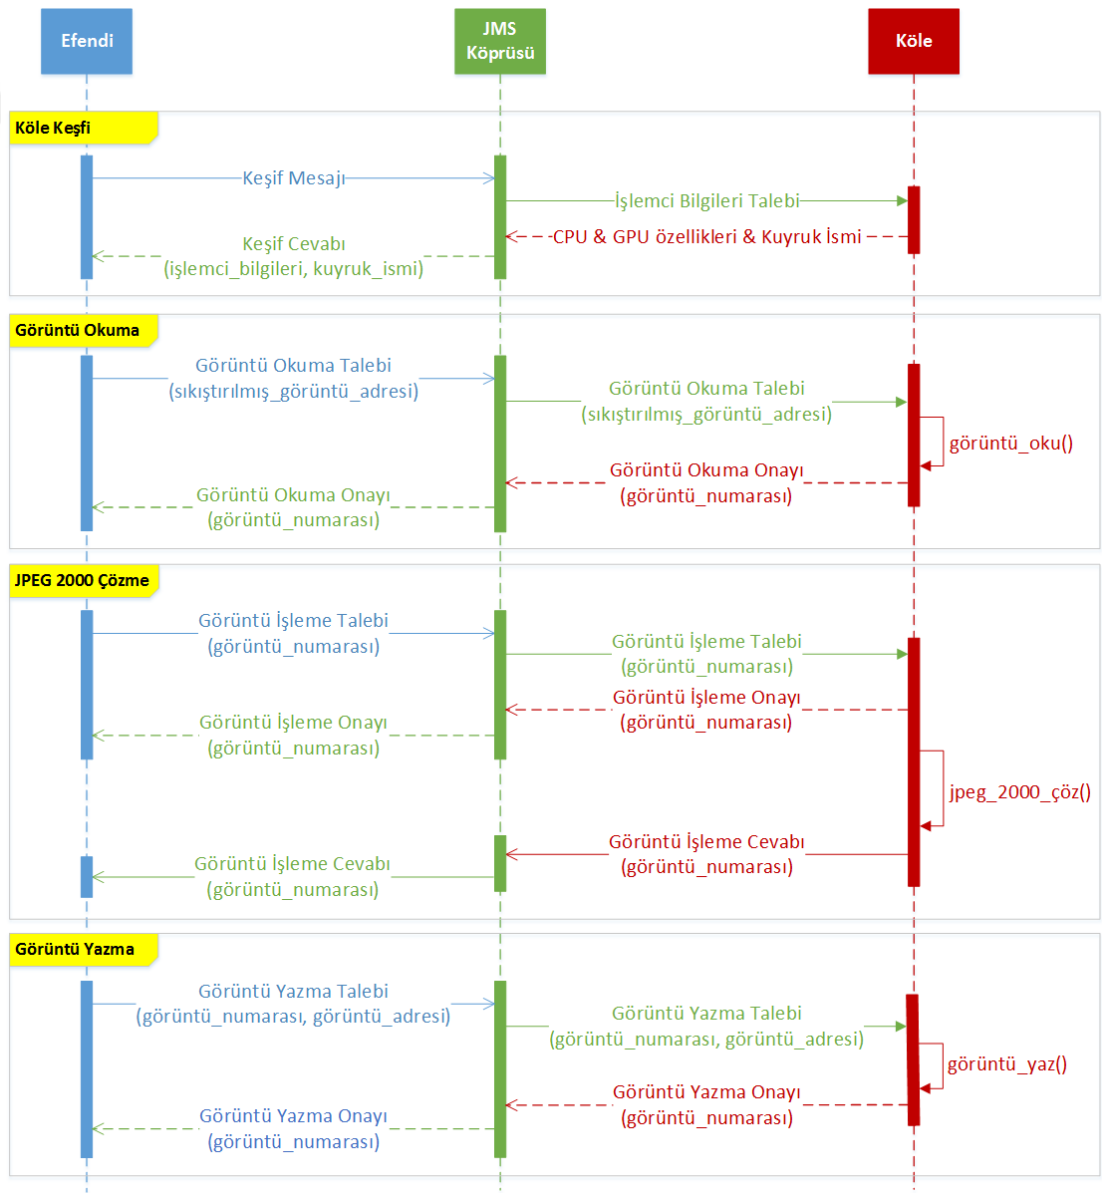 Efendi
JMS
Köprüsü
Köle
Köle Keşfi
Keşif Mesajı
İşlemci Bilgileri Talebi
CPU & GPU özellikleri & Kuyruk İsmi
Keşif Cevabı
(işlemci_bilgileri, kuyruk_ismi)
Görüntü Okuma
Görüntü Okuma Talebi
(sıkıştırılmış_görüntü_adresi)
Görüntü Okuma Talebi
(sıkıştırılmış_görüntü_adresi)
görüntü_oku()
Görüntü Okuma Onayı
(görüntü_numarası)
Görüntü Okuma Onayı
(görüntü_numarası)
JPEG 2000 Çözme
Görüntü İşleme Talebi
(görüntü_numarası)
Görüntü İşleme Talebi
(görüntü_numarası)
Görüntü İşleme Onayı
(görüntü_numarası)
Görüntü İşleme Onayı
(görüntü_numarası)
jpeg_2000_çöz()
Görüntü İşleme Cevabı
(görüntü_numarası)
Görüntü İşleme Cevabı
(görüntü_numarası)
Görüntü Yazma
Görüntü Yazma Talebi
(görüntü_numarası, görüntü_adresi)
Görüntü Yazma Talebi
(görüntü_numarası, görüntü_adresi)
görüntü_yaz()
Görüntü Yazma Onayı
(görüntü_numarası)
Görüntü Yazma Onayı
(görüntü_numarası)